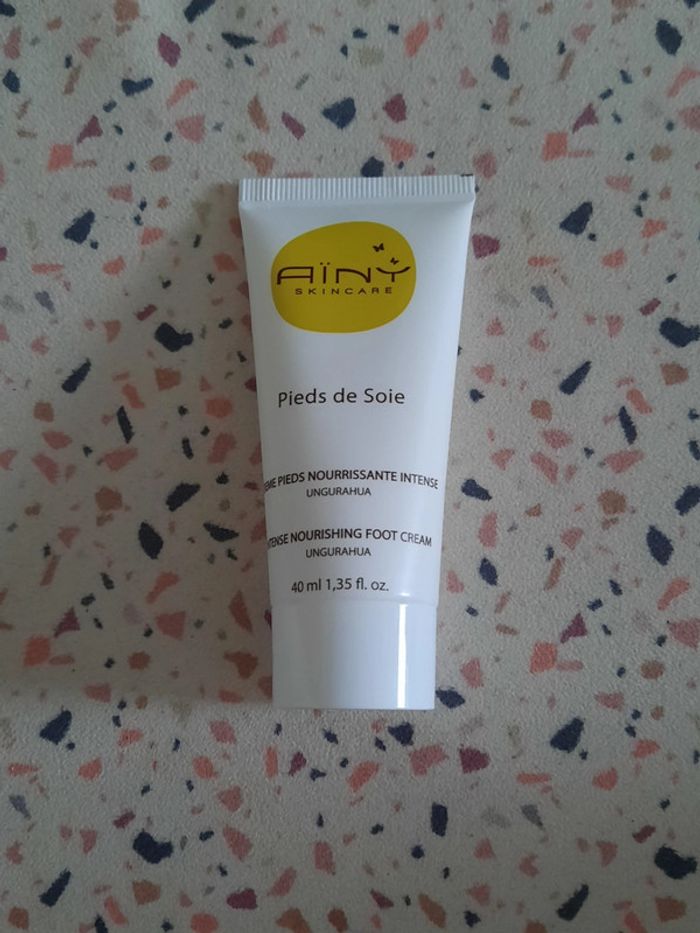 AÏNY
SKINCARE
Pieds de Soie
PIEDS NOURRISSANTE INTENSE
UNGURAHUA
NOURISHING FOOT CREAM
UNGURAHUA
40 ml 1,35 fl. oz.